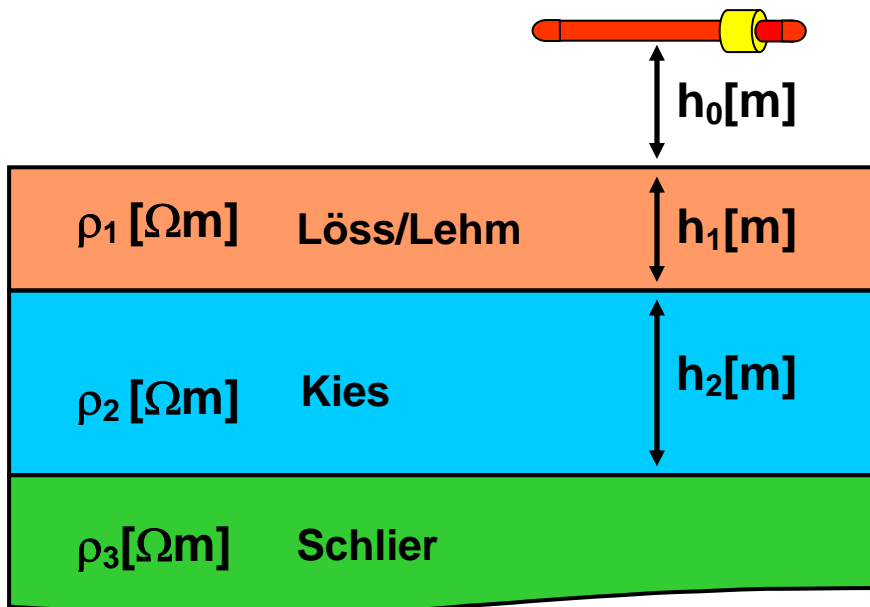 h₀[m]
ρ₁ [Ωm] Löss/Lehm h₁[m]
ρ₂ [Ωm] Kies h₂[m]
ρ₃[Ωm] Schlier